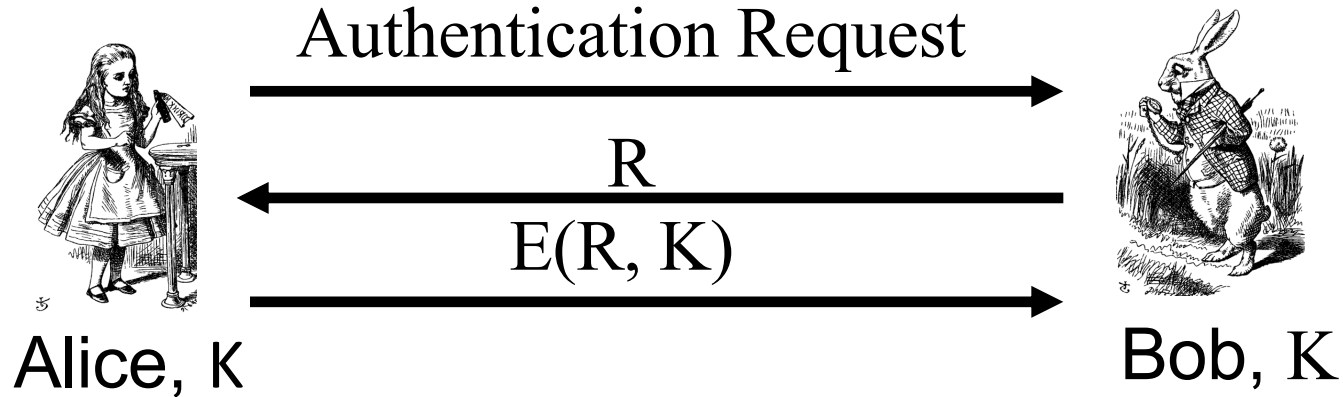 Authentication Request
R
E(R, K)
Alice, K
Bob, K